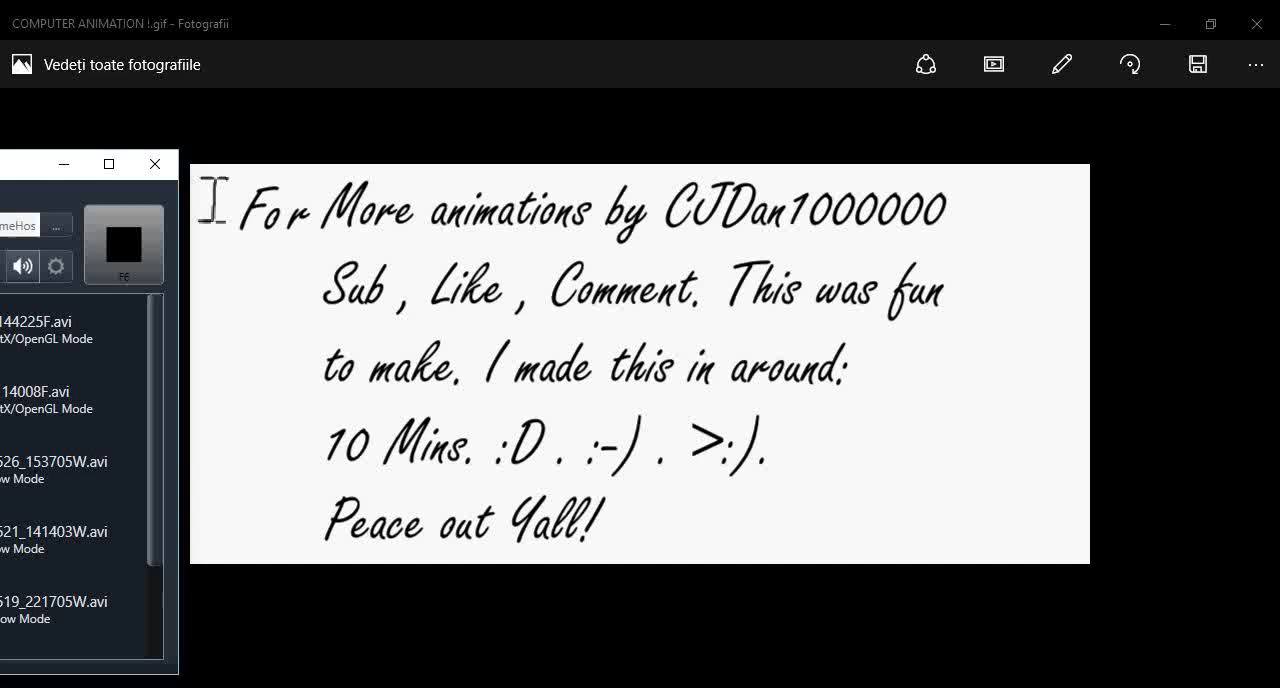 COMPUTER ANIMATION !.gif - Fotografii
Vedeți toate fotografiile
...
For More animations by CJDan1000000
Sub , Like , Comment. This was fun
to make. I made this in around:
10 Mins. :D . :-) . >:).
Peace out Yall!
meHos
...
F6
144225F.avi
tX/OpenGL Mode
14008F.avi
tX/OpenGL Mode
526_153705W.avi
ow Mode
521_141403W.avi
ow Mode
519_221705W.avi
ow Mode